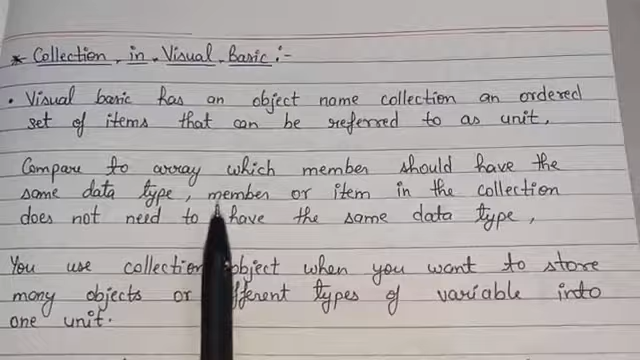 * Collection in Visual Basic :-
• Visual basic has an object name collection an ordered
set of items that can be referred to as unit.
Compare to array which member should have the
same data type, member or item in the collection
does not need to have the same data type,
You use collection object when you want to store
many objects or different types of variable into
one unit.